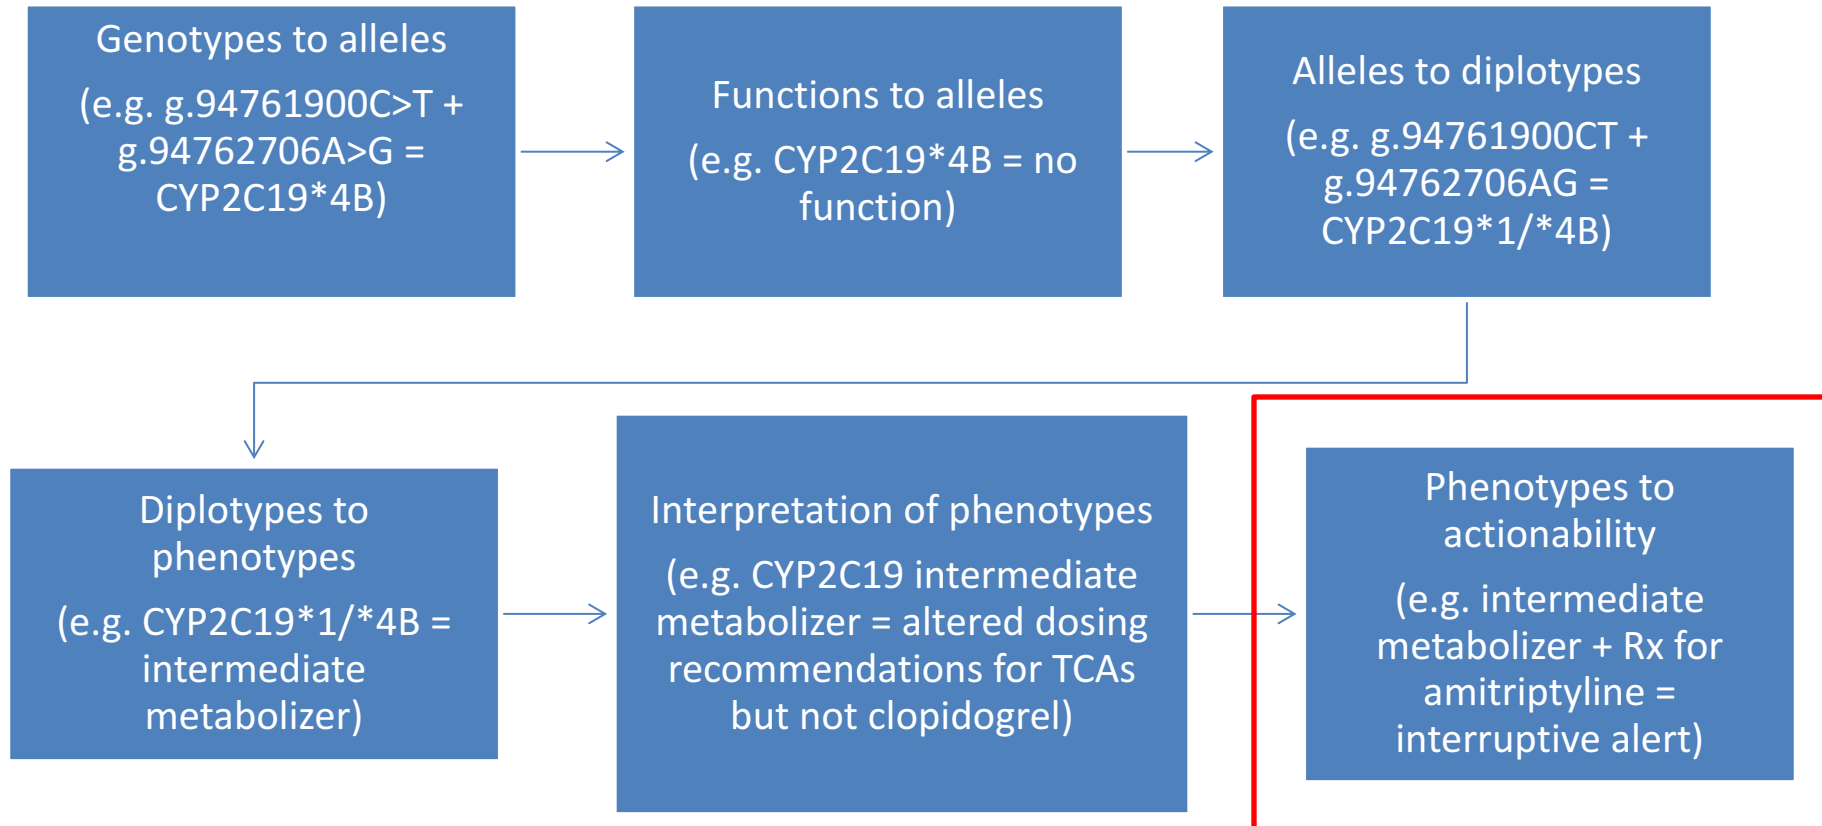 Genotypes to alleles
(e.g. g.94761900C>T +
g.94762706A>G =
CYP2C19*4B)
Functions to alleles
(e.g. CYP2C19*4B = no
function)
Alleles to diplotypes
(e.g. g.94761900CT +
g.94762706AG =
CYP2C19*1/*4B)
Diplotypes to
phenotypes
(e.g. CYP2C19*1/*4B =
intermediate
metabolizer)
Interpretation of phenotypes
(e.g. CYP2C19 intermediate
metabolizer = altered dosing
recommendations for TCAs
but not clopidogrel)
Phenotypes to
actionability
(e.g. intermediate
metabolizer + Rx for
amitriptyline =
interruptive alert)